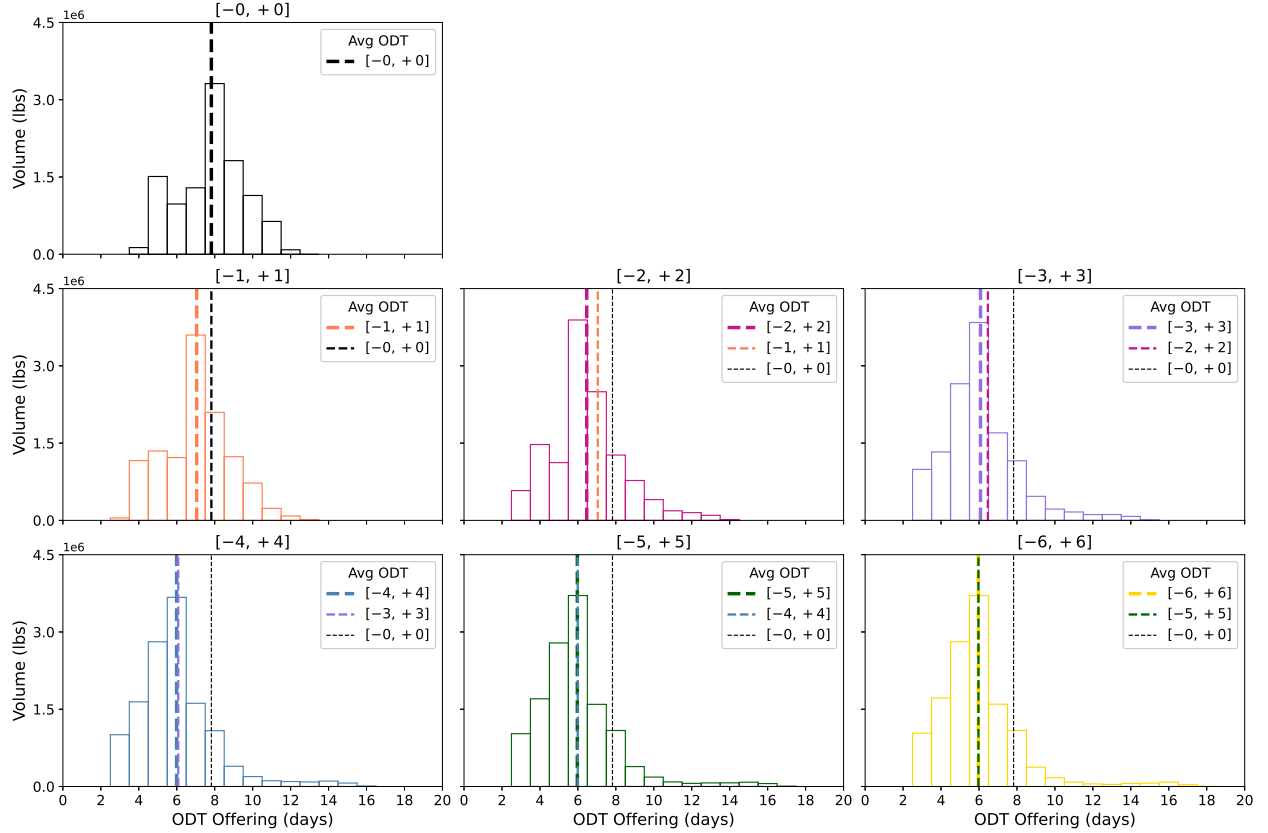 [−0, +0]
4.5
3.0
1.5
0.0
Volume (lbs)
Avg ODT
[−0, +0]
1e6
[−1, +1]
4.5
3.0
1.5
0.0
Volume (lbs)
Avg ODT
[−1, +1]
[−0, +0]
[−2, +2]
Avg ODT
[−2, +2]
[−1, +1]
[−0, +0]
[−3, +3]
Avg ODT
[−3, +3]
[−2, +2]
[−0, +0]
1e6
1e6
[−4, +4]
4.5
3.0
1.5
0.0
Volume (lbs)
Avg ODT
[−4, +4]
[−3, +3]
[−0, +0]
0 2 4 6 8 10 12 14 16 18 20
ODT Offering (days)
[−5, +5]
Avg ODT
[−5, +5]
[−4, +4]
[−0, +0]
0 2 4 6 8 10 12 14 16 18 20
ODT Offering (days)
[−6, +6]
Avg ODT
[−6, +6]
[−5, +5]
[−0, +0]
0 2 4 6 8 10 12 14 16 18 20
ODT Offering (days)